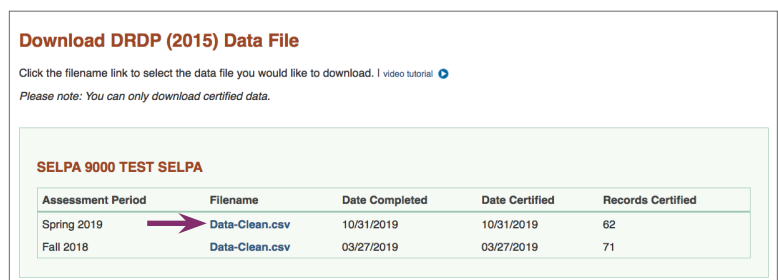 Download DRDP (2015) Data File
Click the filename link to select the data file you would like to download. | video tutorial
Please note: You can only download certified data.
SELPA 9000 TEST SELPA
Assessment Period Filename Date Completed Date Certified Records Certified
Spring 2019 Data-Clean.csv 10/31/2019 10/31/2019 62
Fall 2018 Data-Clean.csv 03/27/2019 03/27/2019 71